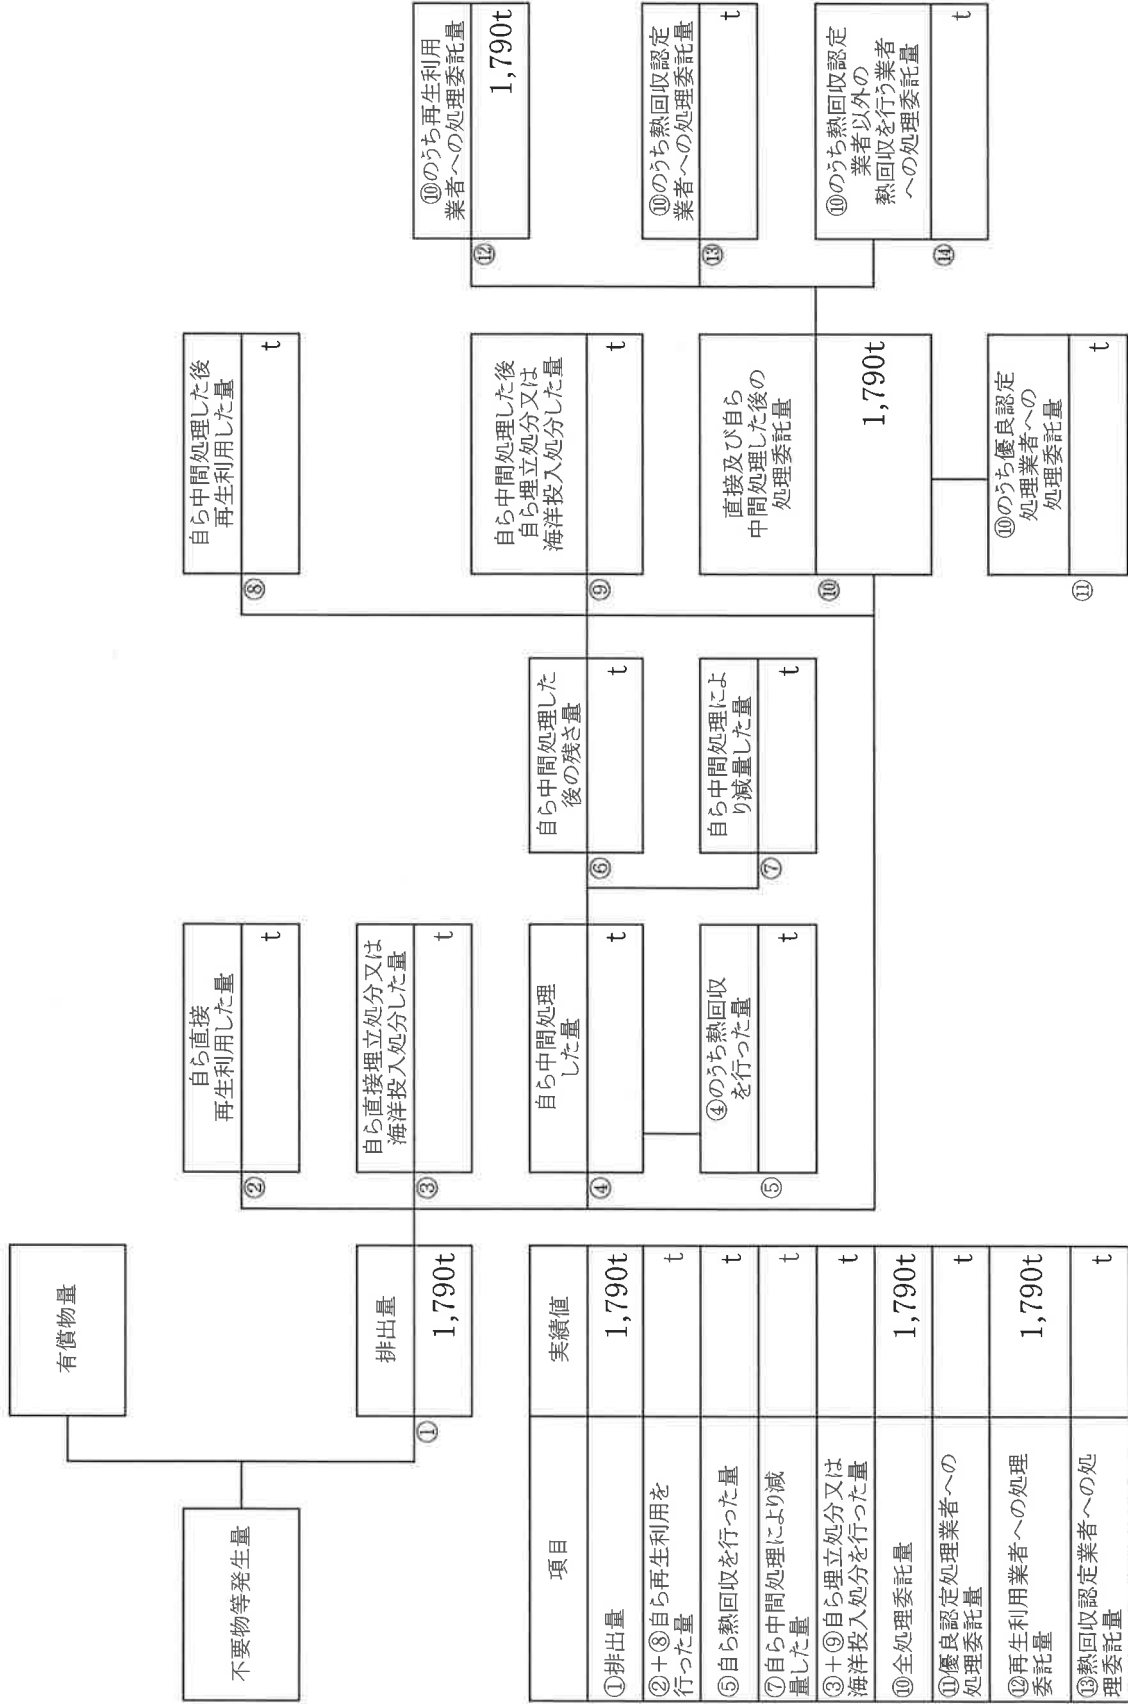 不要物等発生量
有償物量
排出量
①
1,790t
自ら直接
再生利用した量
②
t
自ら直接埋立処分又は
海洋投入処分した量
③
t
自ら中間処理
した量
④
t
④のうち熱回収
を行った量
⑤
t
自ら中間処理した
後の残さ量
⑥
t
自ら中間処理によ
り減量した量
⑦
t
自ら中間処理した後
再生利用した量
⑧
t
自ら中間処理した後
自ら埋立処分又は
海洋投入処分した量
⑨
t
直接及び自ら
中間処理した後の
処理委託量
⑩
1,790t
⑩のうち優良認定
処理業者への
処理委託量
⑪
t
⑩のうち再生利用
業者への処理委託量
⑫
1,790t
⑩のうち熱回収認定
業者への処理委託量
⑬
t
⑩のうち熱回収認定
業者以外の
熱回収を行う業者
への処理委託量
⑭
t
項目 実績値
①排出量 1,790t
②+⑧自ら再生利用を
行った量 t
⑤自ら熱回収を行った量 t
⑦自ら中間処理により減
量した量 t
③+⑨自ら埋立処分又は
海洋投入処分を行った量 t
⑩全処理委託量 1,790t
⑪優良認定処理業者への
処理委託量 t
⑫再生利用業者への処理
委託量 1,790t
⑬熱回収認定業者への処
理委託量 t